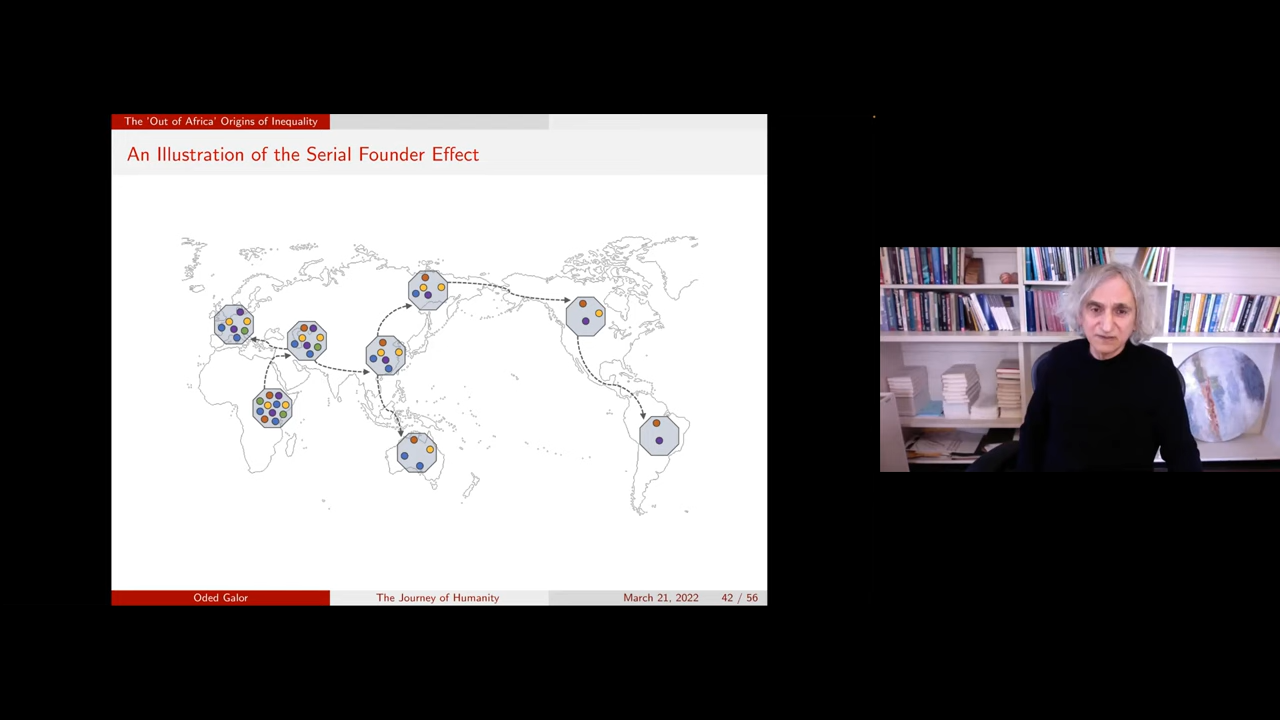 The 'Out of Africa' Origins of Inequality
An Illustration of the Serial Founder Effect
Oded Galor
The Journey of Humanity
March 21, 2022
42 / 56